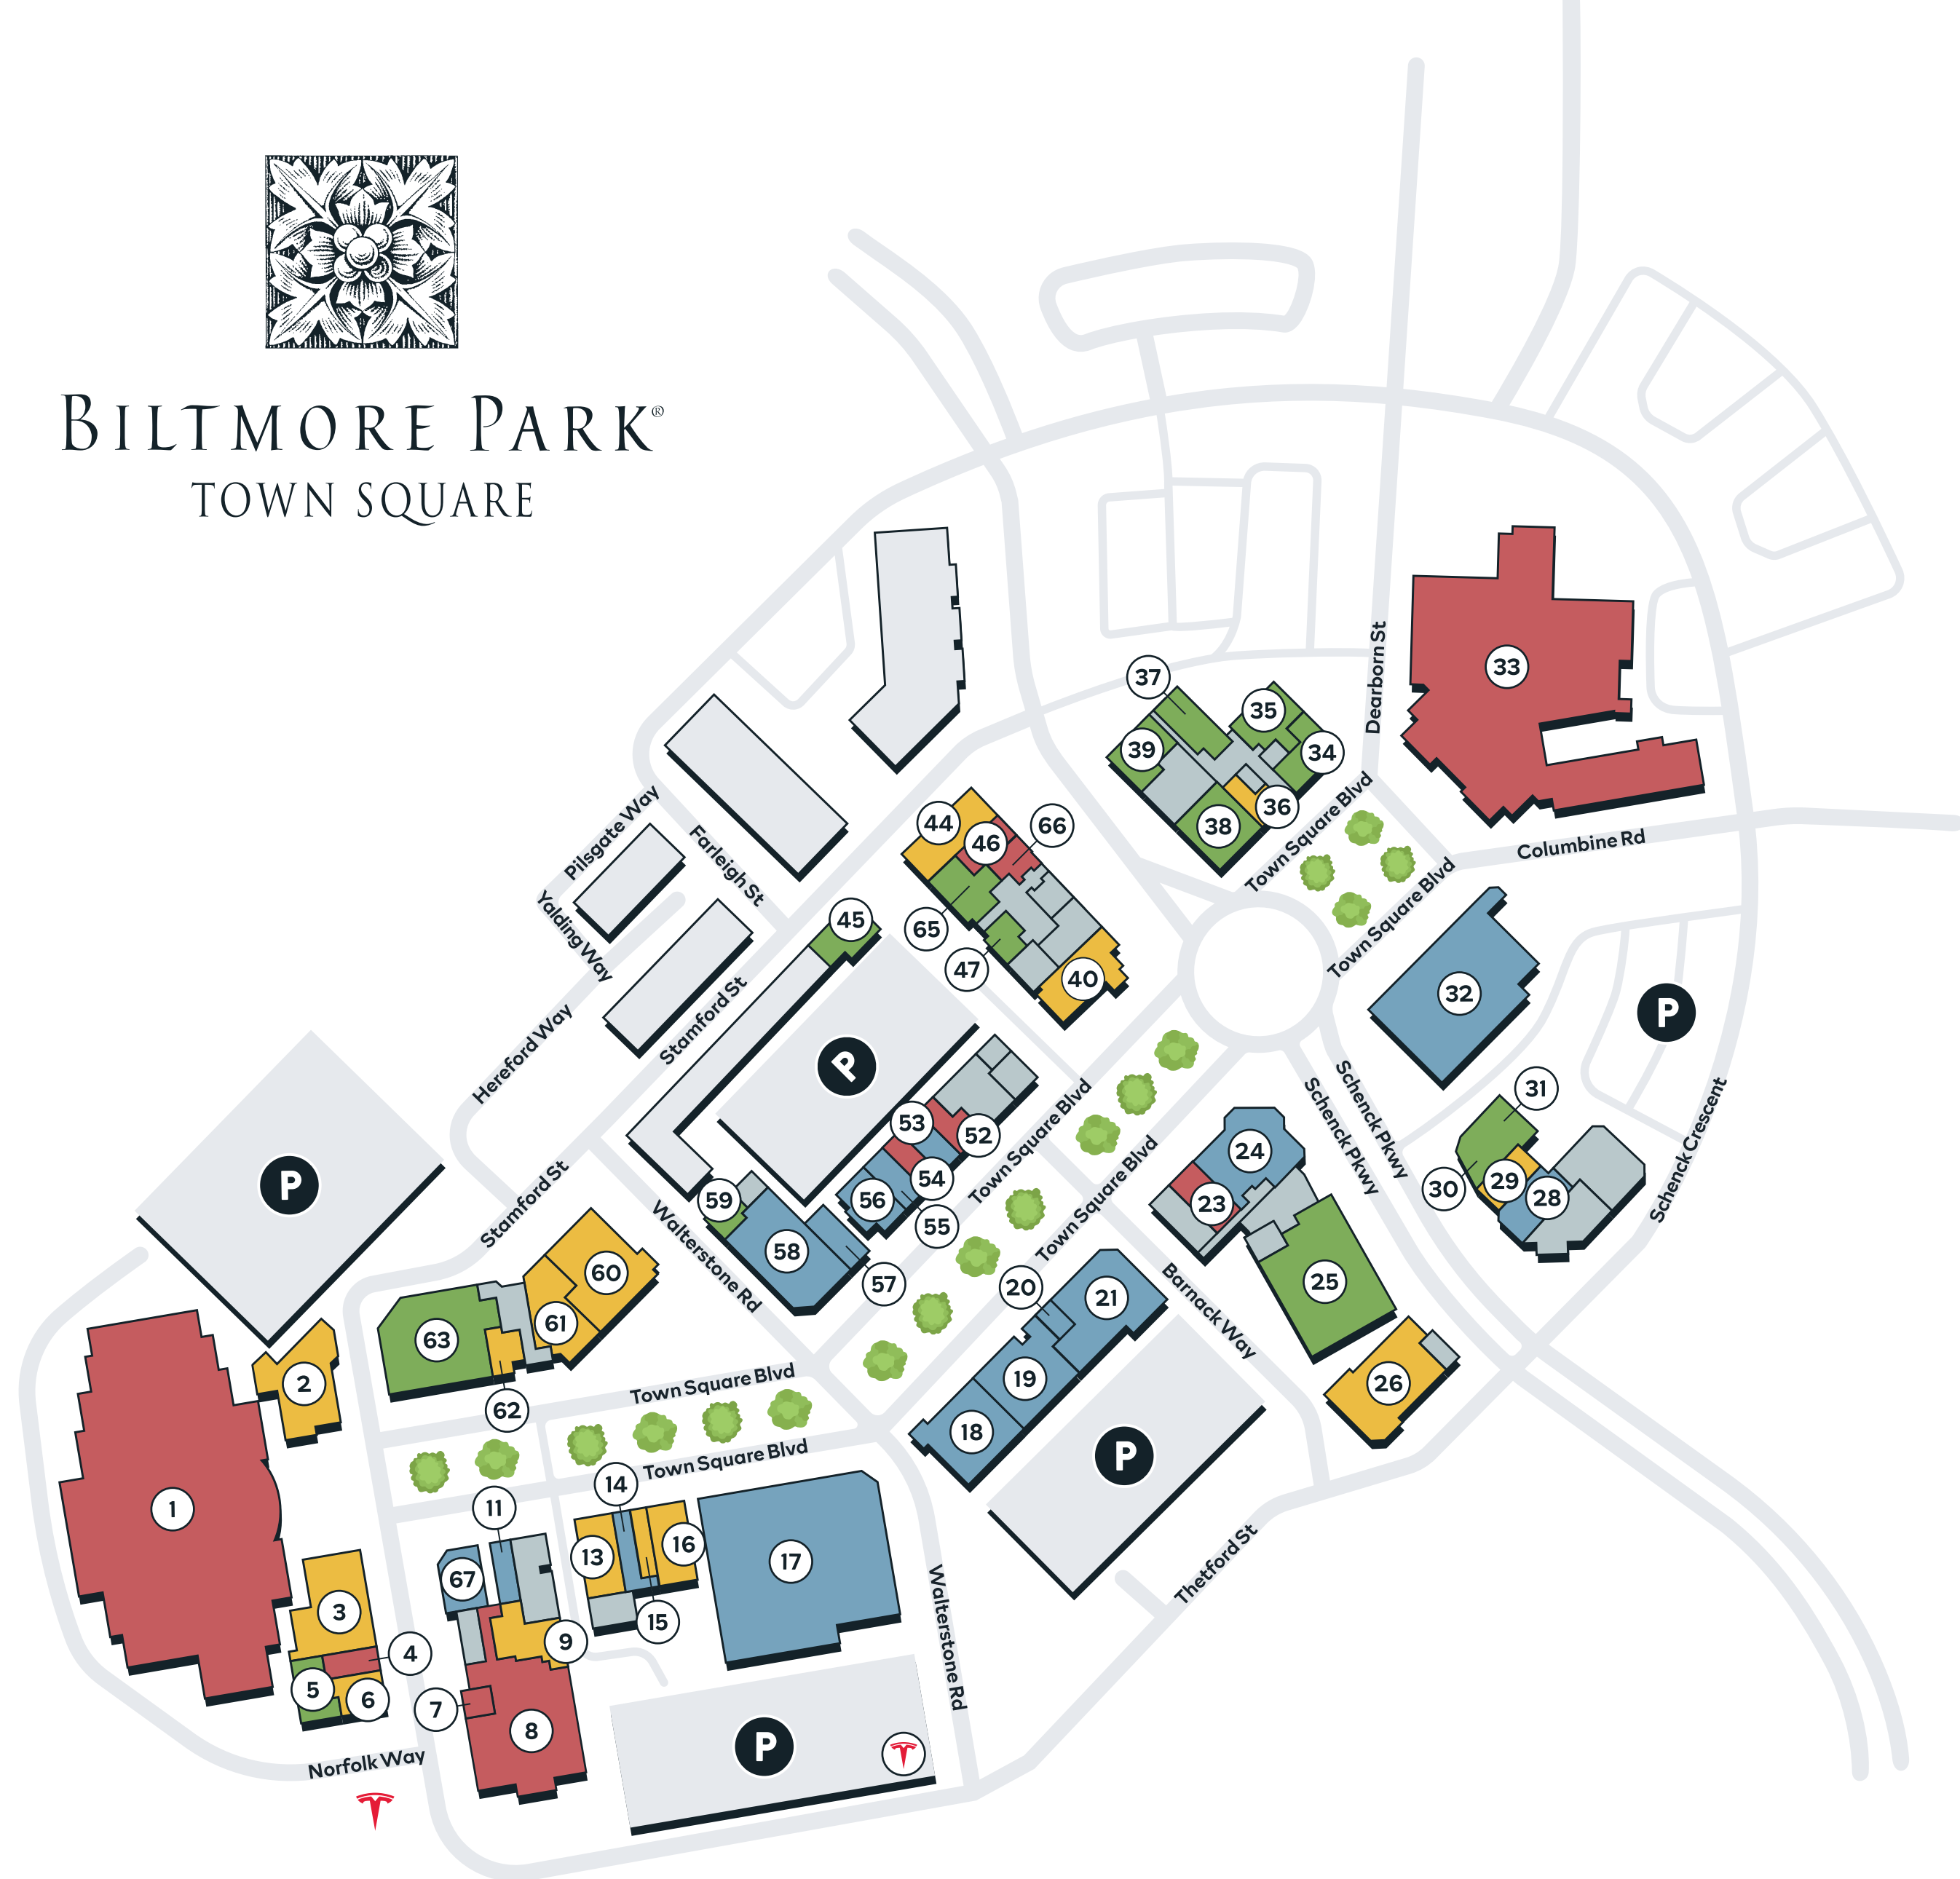 BILTMORE PARK®
TOWN SQUARE
37
35
33
39
34
Dearborn St
36
38
Town Square Blvd
Columbine Rd
44
46
66
Pilsgate Way
Farleigh St
Yalding Way
45
65
47
40
Town Square Blvd
32
P
Hereford Way
Stamford St
P
31
Schenck Pkwy
Schenck Pkwy
Schenck Crescent
53
52
Town Square Blvd
24
P
Stamford St
54
29
30
28
59
56
23
55
Town Square Blvd
58
Walterstone Rd
60
57
20
21
25
Barnack Way
61
63
2
62
Town Square Blvd
19
26
18
P
Town Square Blvd
14
11
1
13
16
17
67
Thetford St
3
15
9
4
Walterstone Rd
5
6
7
8
P
Norfolk Way